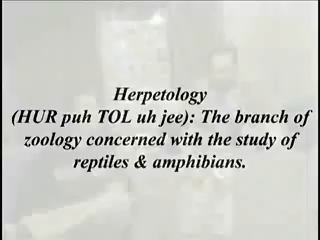 Herpetology
(HUR puh TOL uh jee): The branch of
zoology concerned with the study of
reptiles & amphibians.